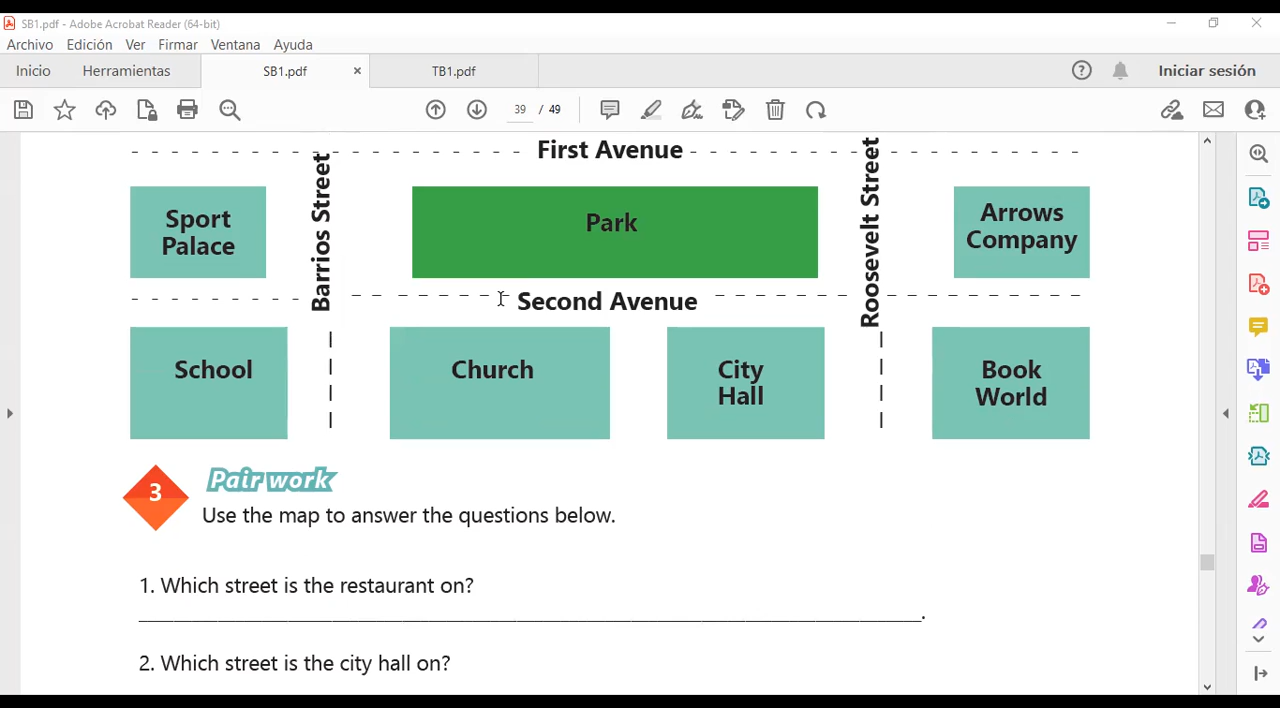 SB1.pdf - Adobe Acrobat Reader (64-bit)
Archivo Edición Ver Firmar Ventana Ayuda
Inicio Herramientas SB1.pdf × TB1.pdf Iniciar sesión
39 / 49
First Avenue
Barrios Street
Roosevelt Street
Sport
Palace
Park
Arrows
Company
Second Avenue
School
Church
City
Hall
Book
World
3
Pair work
Use the map to answer the questions below.
1. Which street is the restaurant on?
.
2. Which street is the city hall on?